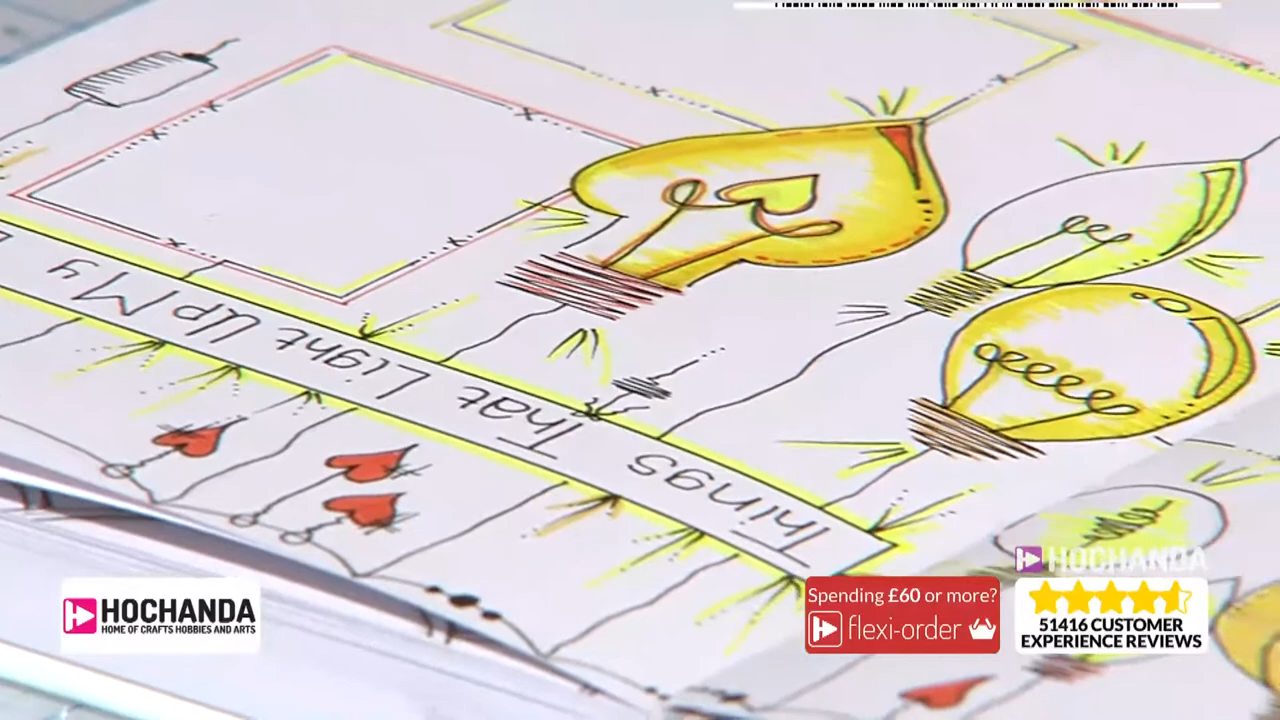 Things That Light Up My
HOCHANDA
HOCHANDA
HOME OF CRAFTS HOBBIES AND ARTS
Spending £60 or more?
flexi-order
51416 CUSTOMER
EXPERIENCE REVIEWS